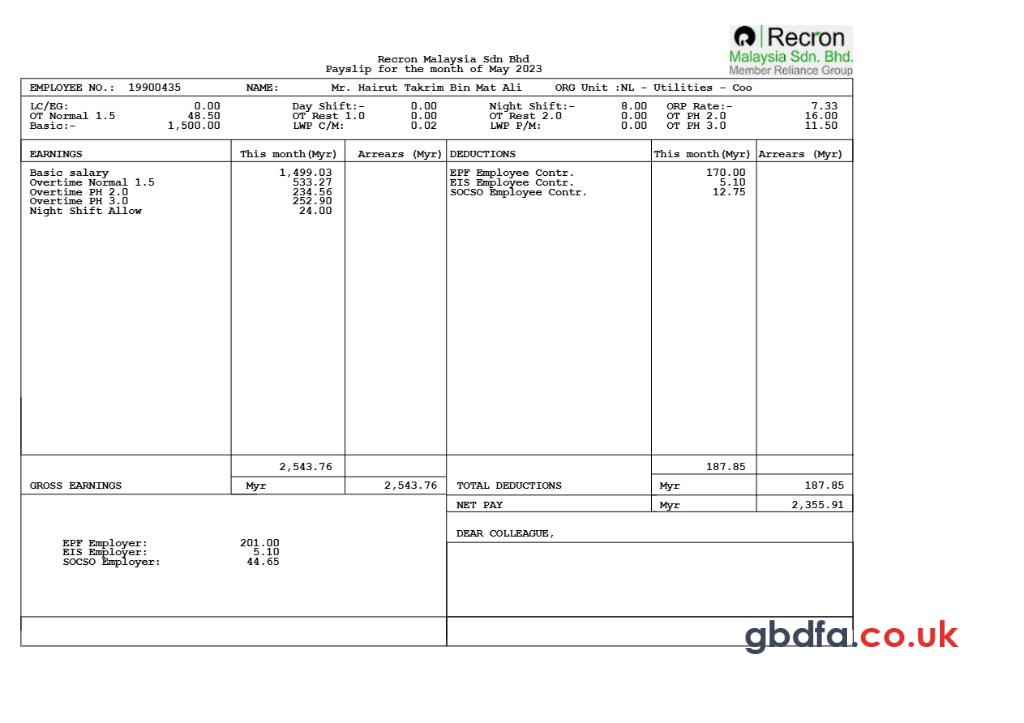 Recron
Malaysia Sdn. Bhd.
Member Reliance Group
Recron Malaysia Sdn Bhd
Payslip for the month of May 2023
EMPLOYEE NO.: 19900435 NAME: Mr. Hairut Takrim Bin Mat Ali ORG Unit :NL - Utilities - Coo
LC/EG: 0.00 Day Shift:- 0.00 Night Shift:- 8.00 ORP Rate:- 7.33
OT Normal 1.5 48.50 OT Rest 1.0 0.00 OT Rest 2.0 0.00 OT PH 2.0 16.00
Basic:- 1,500.00 LWP C/M: 0.02 LWP P/M: 0.00 OT PH 3.0 11.50
EARNINGS This month(Myr) Arrears (Myr) DEDUCTIONS This month(Myr) Arrears (Myr)
Basic salary 1,499.03 EPF Employee Contr. 170.00
Overtime Normal 1.5 533.27 EIS Employee Contr. 5.10
Overtime PH 2.0 234.56 SOCSO Employee Contr. 12.75
Overtime PH 3.0 252.90
Night Shift Allow 24.00
2,543.76 187.85
GROSS EARNINGS Myr 2,543.76 TOTAL DEDUCTIONS Myr 187.85
NET PAY Myr 2,355.91
DEAR COLLEAGUE,
EPF Employer: 201.00
EIS Employer: 5.10
SOCSO Employer: 44.65
gbdfa.co.uk